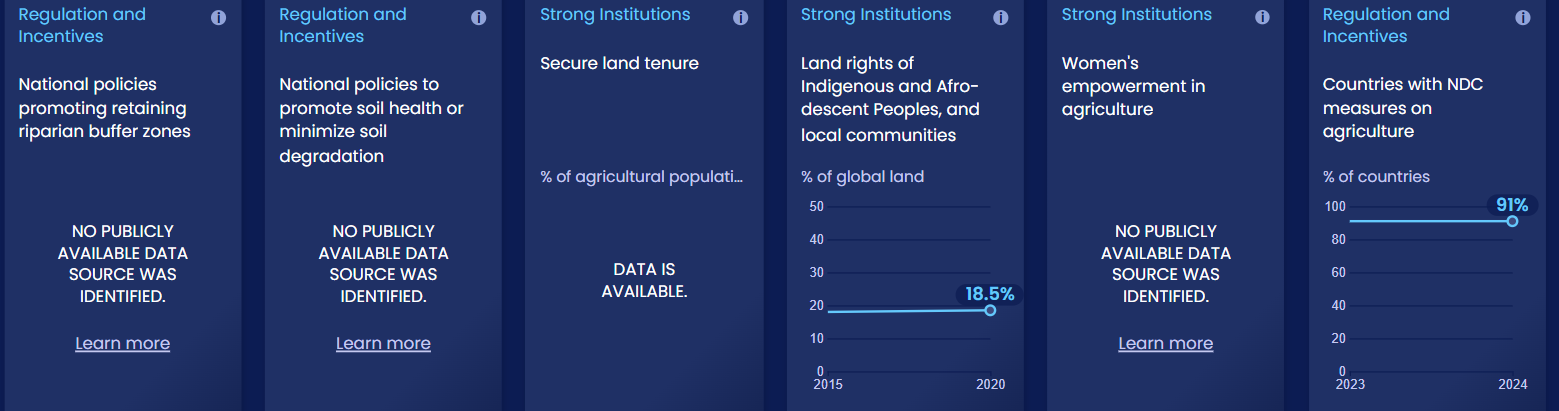 Regulation and
Incentives
National policies
promoting retaining
riparian buffer zones
NO PUBLICLY
AVAILABLE DATA
SOURCE WAS
IDENTIFIED.
Learn more
Regulation and
Incentives
National policies to
promote soil health or
minimize soil
degradation
NO PUBLICLY
AVAILABLE DATA
SOURCE WAS
IDENTIFIED.
Learn more
Strong Institutions
Secure land tenure
% of agricultural populati...
DATA IS
AVAILABLE.
Strong Institutions
Land rights of
Indigenous and Afro-
descent Peoples, and
local communities
% of global land
50
40
30
20
10
0
18.5%
2015 2020
Strong Institutions
Women's
empowerment in
agriculture
NO PUBLICLY
AVAILABLE DATA
SOURCE WAS
IDENTIFIED.
Learn more
Regulation and
Incentives
Countries with NDC
measures on
agriculture
% of countries
100
80
60
40
20
0
91%
2023 2024